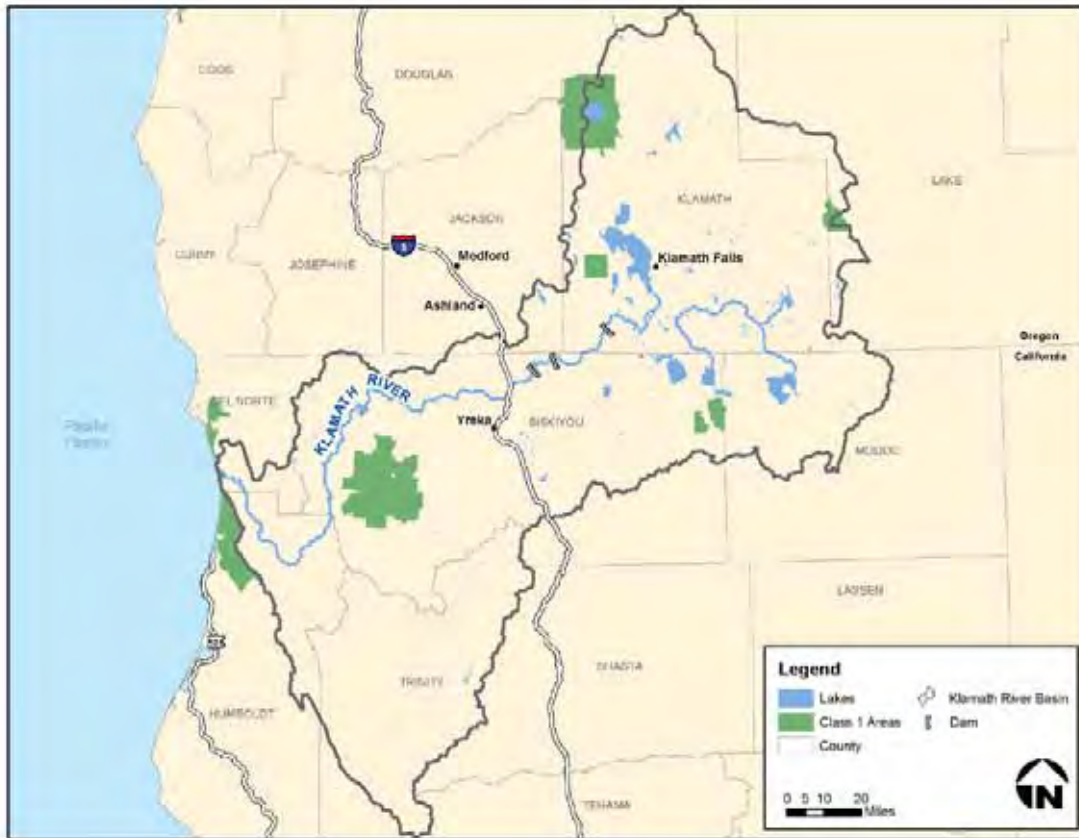 COOS
DOUGLAS
LAKE
KLAMATH
JACKSON
5
Medford
Klamath Falls
CURRY
JOSEPHINE
Ashland
Oregon
California
DEL NORTE
KLAMATH RIVER
Yreka
SISKIYOU
MODOC
Pacific
Ocean
LASSEN
SHASTA
TRINITY
HUMBOLDT
TEHAMA
Legend
Lakes
Klamath River Basin
Class 1 Areas
Dam
County
0 5 10 20
Miles
N